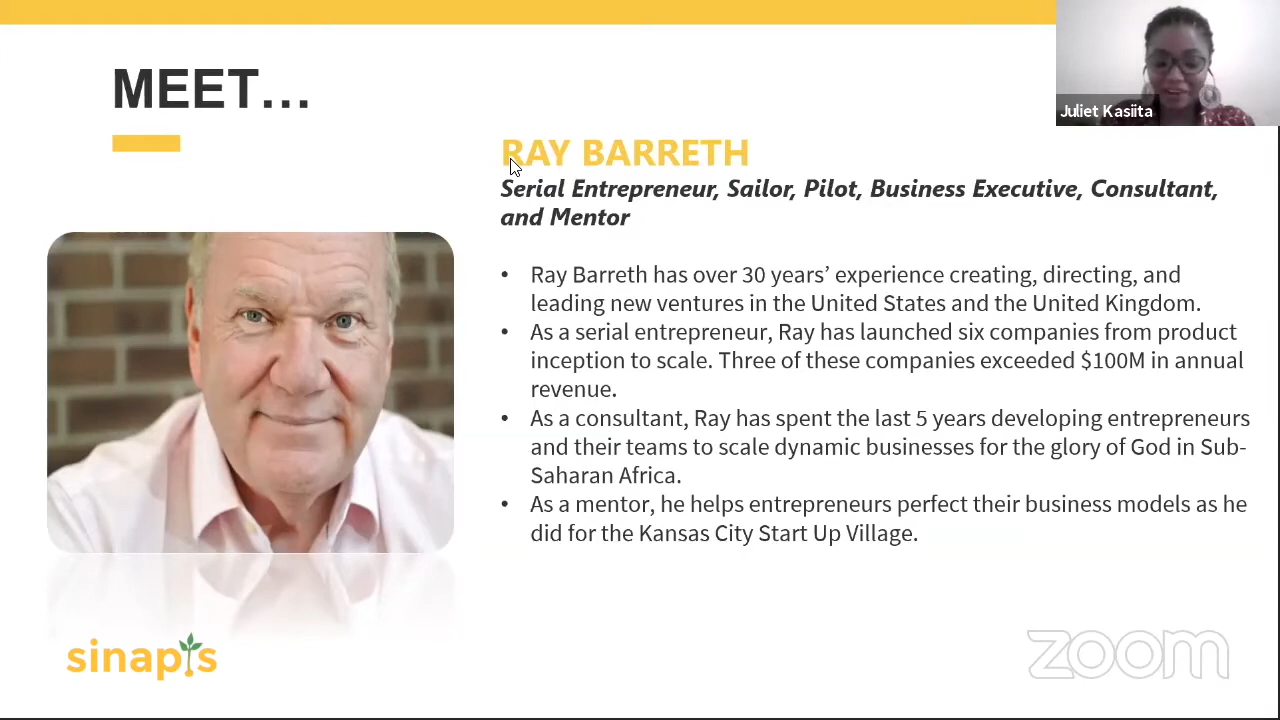 MEET...
Juliet Kasiita
RAY BARRETH
Serial Entrepreneur, Sailor, Pilot, Business Executive, Consultant,
and Mentor
• Ray Barreth has over 30 years’ experience creating, directing, and
leading new ventures in the United States and the United Kingdom.
• As a serial entrepreneur, Ray has launched six companies from product
inception to scale. Three of these companies exceeded $100M in annual
revenue.
• As a consultant, Ray has spent the last 5 years developing entrepreneurs
and their teams to scale dynamic businesses for the glory of God in Sub-
Saharan Africa.
• As a mentor, he helps entrepreneurs perfect their business models as he
did for the Kansas City Start Up Village.
sinapis
zoom